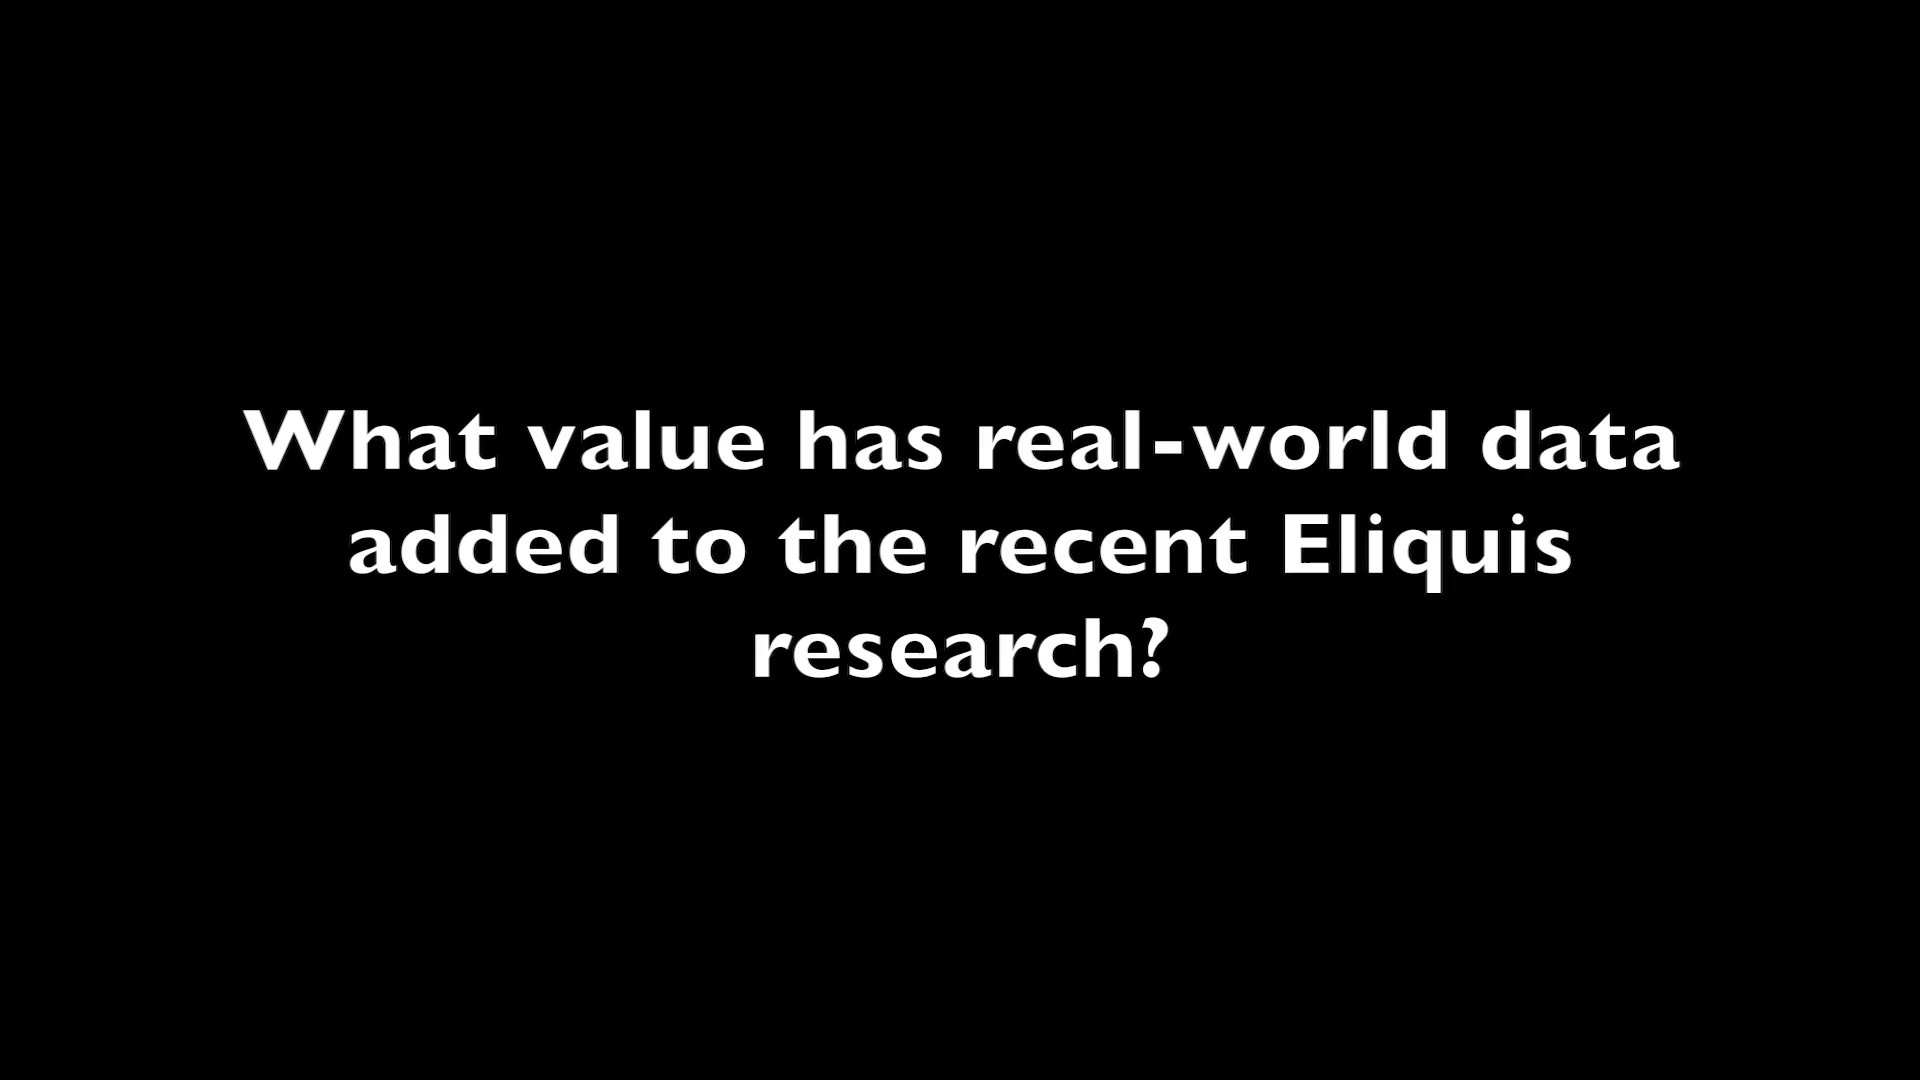 What value has real-world data
added to the recent Eliquis
research?